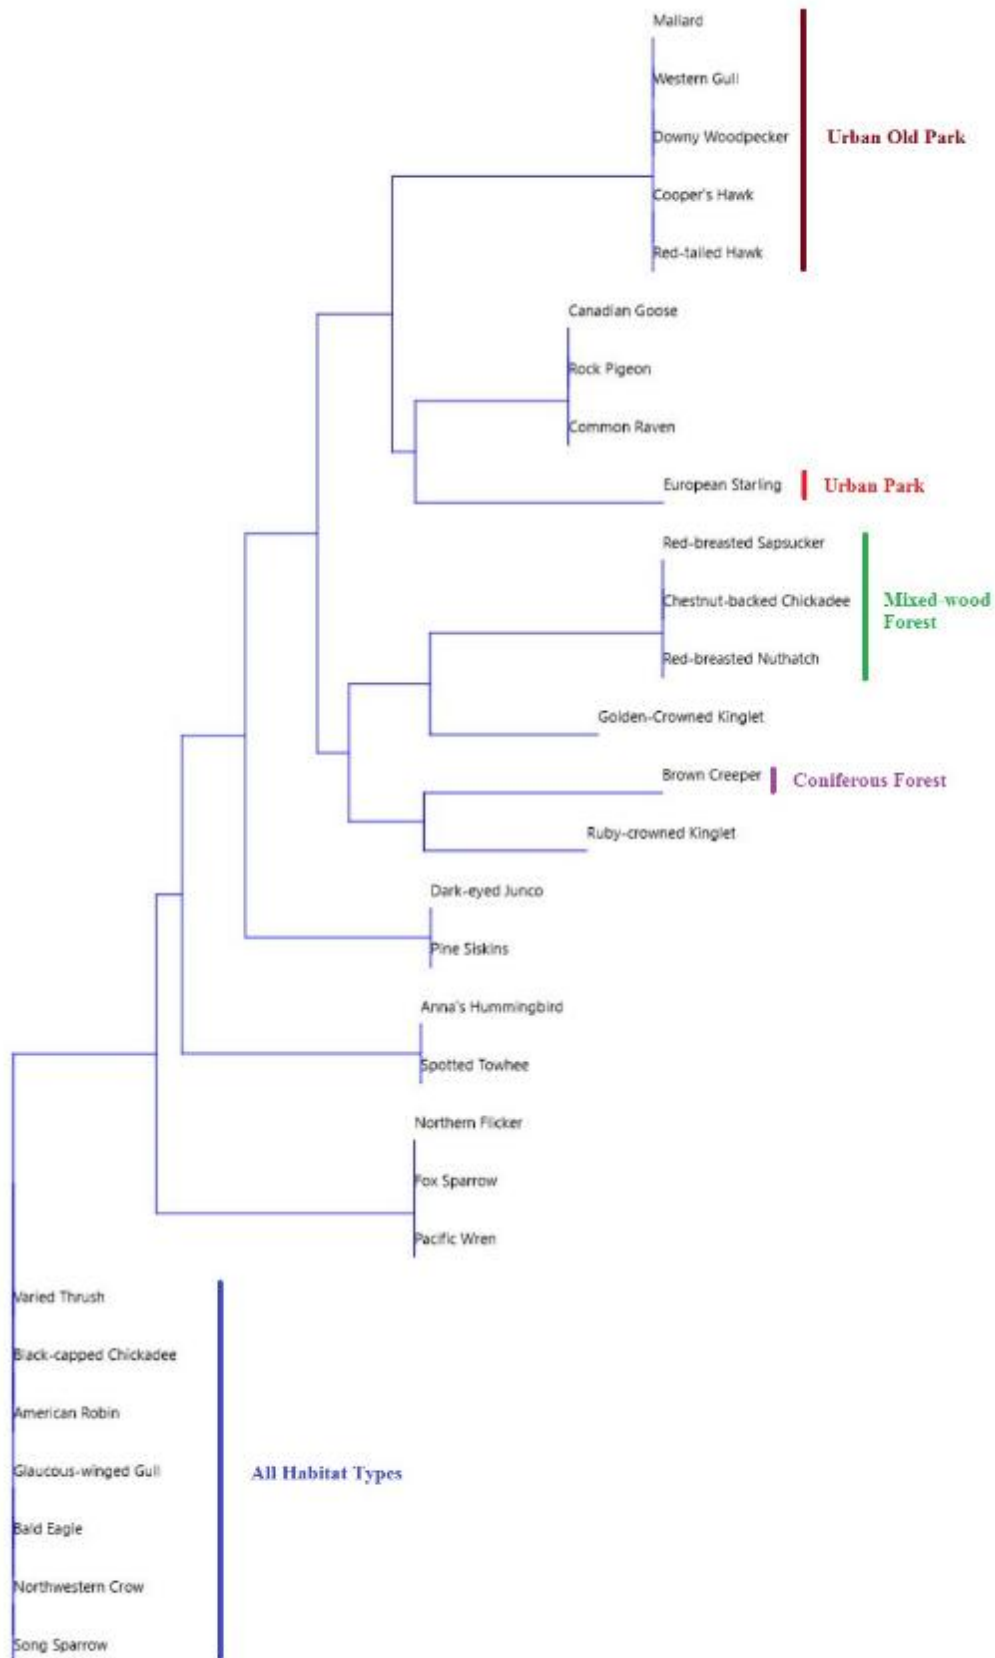 Mallard
Western Gull
Downy Woodpecker
Urban Old Park
Cooper's Hawk
Red-tailed Hawk
Canadian Goose
Rock Pigeon
Common Raven
European Starling
Urban Park
Red-breasted Sapsucker
Chestnut-backed Chickadee
Mixed-wood
Forest
Red-breasted Nuthatch
Golden-Crowned Kinglet
Brown Creeper
Coniferous Forest
Ruby-crowned Kinglet
Dark-eyed Junco
Pine Siskins
Anna's Hummingbird
Spotted Towhee
Northern Flicker
Fox Sparrow
Pacific Wren
Varied Thrush
Black-capped Chickadee
American Robin
Glaucous-winged Gull
All Habitat Types
Bald Eagle
Northwestern Crow
Song Sparrow